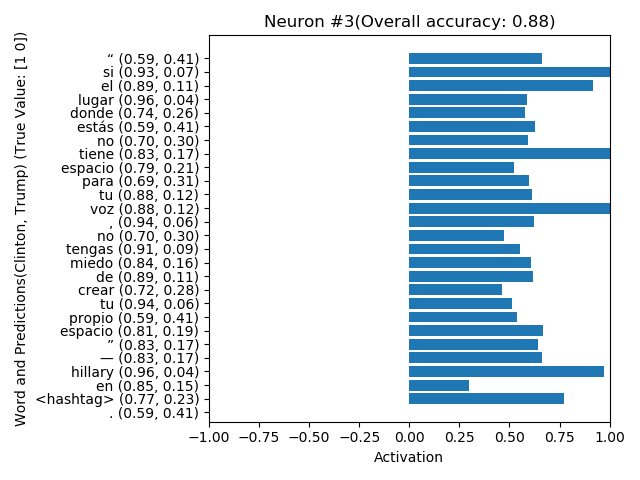 Neuron #3(Overall accuracy: 0.88)
Word and Predictions(Clinton, Trump) (True Value: [1 0])
“ (0.59, 0.41)
si (0.93, 0.07)
el (0.89, 0.11)
lugar (0.96, 0.04)
donde (0.74, 0.26)
estás (0.59, 0.41)
no (0.70, 0.30)
tiene (0.83, 0.17)
espacio (0.79, 0.21)
para (0.69, 0.31)
tu (0.88, 0.12)
voz (0.88, 0.12)
, (0.94, 0.06)
no (0.70, 0.30)
tengas (0.91, 0.09)
miedo (0.84, 0.16)
de (0.89, 0.11)
crear (0.72, 0.28)
tu (0.94, 0.06)
propio (0.59, 0.41)
espacio (0.81, 0.19)
” (0.83, 0.17)
— (0.83, 0.17)
hillary (0.96, 0.04)
en (0.85, 0.15)
<hashtag> (0.77, 0.23)
. (0.59, 0.41)
−1.00 −0.75 −0.50 −0.25 0.00 0.25 0.50 0.75 1.00
Activation